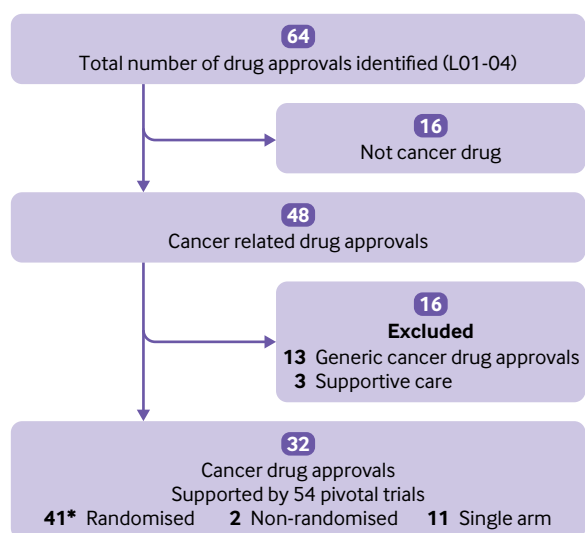 64
Total number of drug approvals identified (L01-04)
16
Not cancer drug
48
Cancer related drug approvals
16
Excluded
13 Generic cancer drug approvals
3 Supportive care
32
Cancer drug approvals
Supported by 54 pivotal trials
41* Randomised 2 Non-randomised 11 Single arm